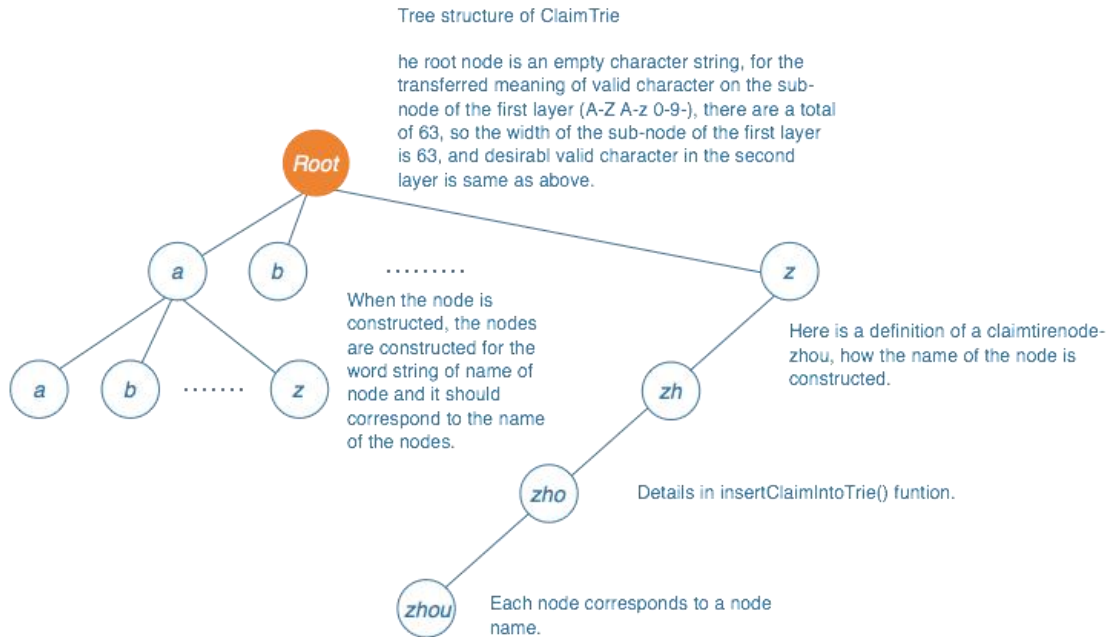 Tree structure of ClaimTrie
he root node is an empty character string, for the
transferred meaning of valid character on the sub-
node of the first layer (A-Z A-z 0-9-), there are a total
of 63, so the width of the sub-node of the first layer
is 63, and desirabl valid character in the second
layer is same as above.
Root
a
b
.........
z
When the node is
constructed, the nodes
are constructed for the
word string of name of
node and it should
correspond to the name
of the nodes.
Here is a definition of a claimtirenode-
zhou, how the name of the node is
constructed.
a
b
.......
z
zh
zho
Details in insertClaimIntoTrie() funtion.
zhou
Each node corresponds to a node
name.